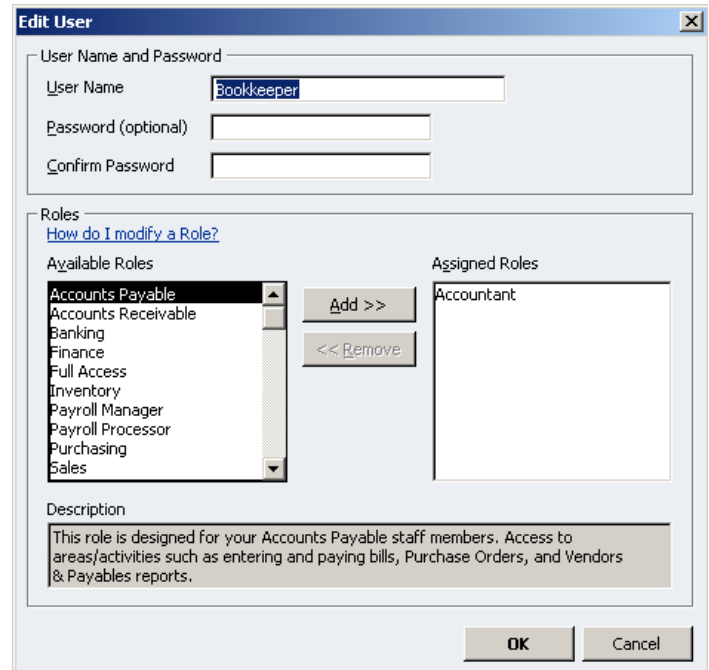 Edit User
User Name and Password
User Name
Bookkeeper
Password (optional)
Confirm Password
Roles
How do I modify a Role?
Available Roles
Accounts Payable
Accounts Receivable
Banking
Finance
Full Access
Inventory
Payroll Manager
Payroll Processor
Purchasing
Sales
Add >>
<< Remove
Assigned Roles
Accountant
Description
This role is designed for your Accounts Payable staff members. Access to
areas/activities such as entering and paying bills, Purchase Orders, and Vendors
& Payables reports.
OK
Cancel